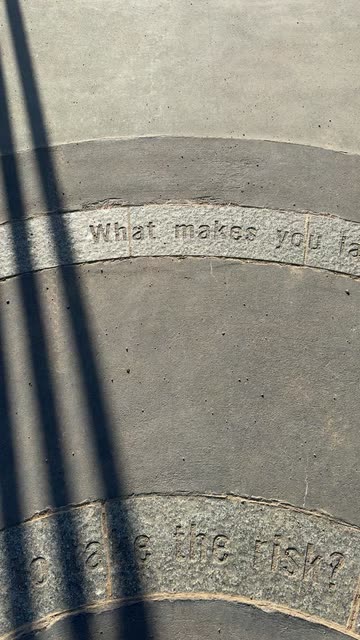 What makes you
the risk?